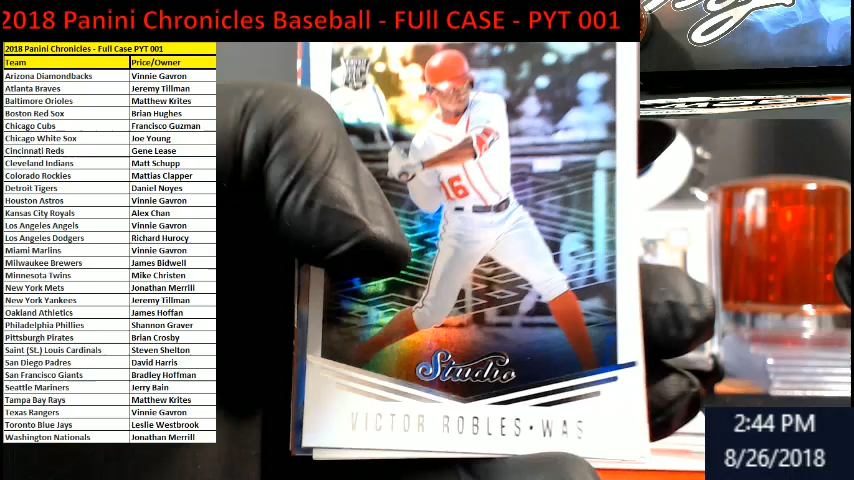 2018 Panini Chronicles Baseball - FUll CASE - PYT 001
2018 Panini Chronicles - Full Case PYT 001
Team Price/Owner
Arizona Diamondbacks Vinnie Gavron
Atlanta Braves Jeremy Tillman
Baltimore Orioles Matthew Krites
Boston Red Sox Brian Hughes
Chicago Cubs Francisco Guzman
Chicago White Sox Joe Young
Cincinnati Reds Gene Lease
Cleveland Indians Matt Schupp
Colorado Rockies Mattias Clapper
Detroit Tigers Daniel Noyes
Houston Astros Vinnie Gavron
Kansas City Royals Alex Chan
Los Angeles Angels Vinnie Gavron
Los Angeles Dodgers Richard Hurocy
Miami Marlins Vinnie Gavron
Milwaukee Brewers James Bidwell
Minnesota Twins Mike Christen
New York Mets Jonathan Merrill
New York Yankees Jeremy Tillman
Oakland Athletics James Hoffan
Philadelphia Phillies Shannon Graver
Pittsburgh Pirates Brian Crosby
Saint (St.) Louis Cardinals Steven Shelton
San Diego Padres David Harris
San Francisco Giants Bradley Hoffman
Seattle Mariners Jerry Bain
Tampa Bay Rays Matthew Krites
Texas Rangers Vinnie Gavron
Toronto Blue Jays Leslie Westbrook
Washington Nationals Jonathan Merrill
RC
16
Studio
VICTOR ROBLES • WAS
2:44 PM
8/26/2018